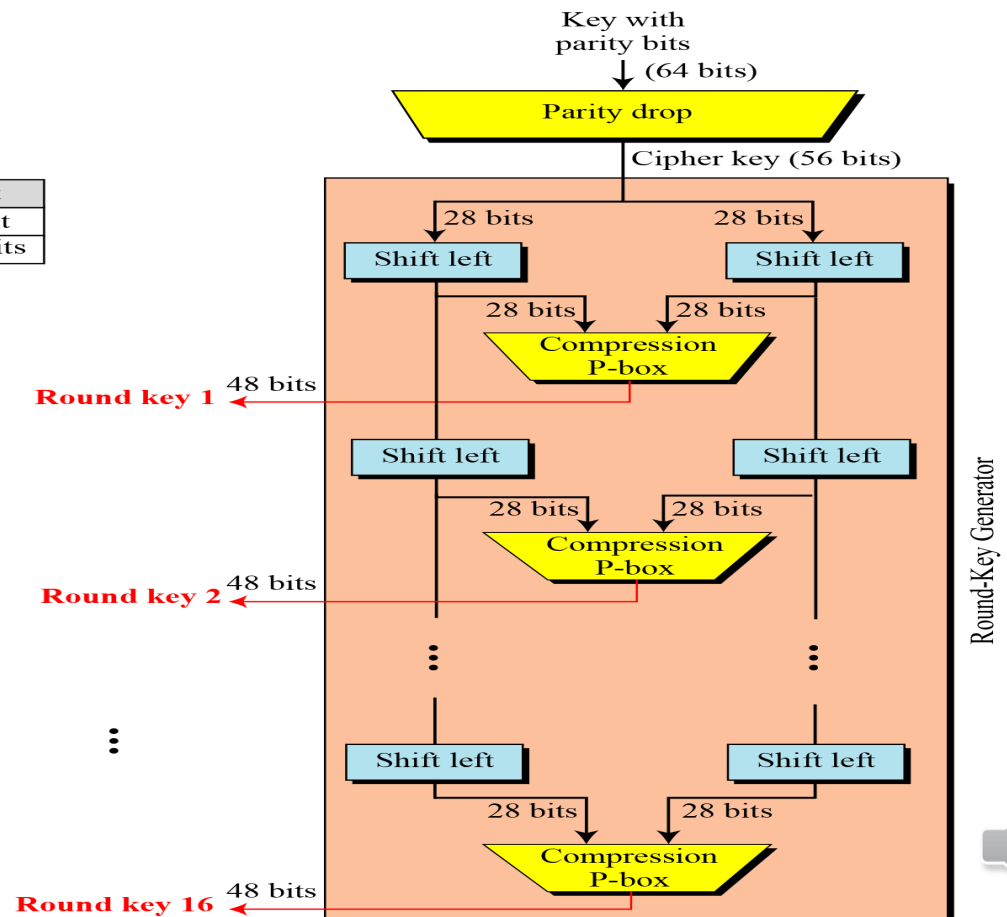 Key with
parity bits
(64 bits)
Parity drop
Cipher key (56 bits)
28 bits
28 bits
Shift left
Shift left
28 bits
28 bits
Compression
P-box
48 bits
Round key 1
Shift left
Shift left
28 bits
28 bits
Compression
P-box
48 bits
Round key 2
Round-Key Generator
•••
•••
•••
Shift left
Shift left
28 bits
28 bits
Compression
P-box
48 bits
Round key 16